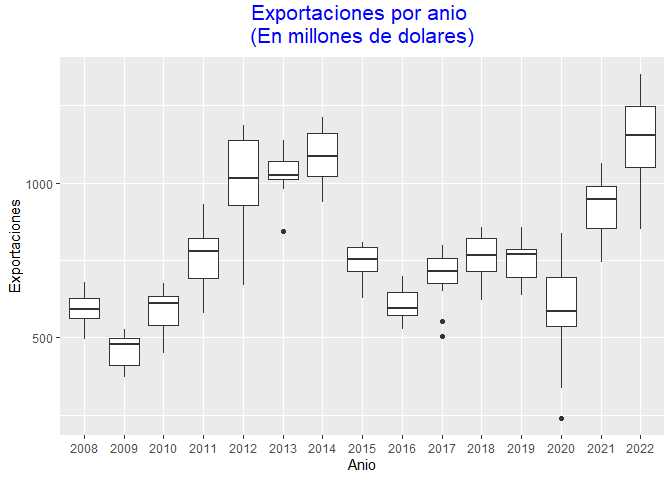 Exportaciones por anio
(En millones de dolares)
Exportaciones
1000
500
2008 2009 2010 2011 2012 2013 2014 2015 2016 2017 2018 2019 2020 2021 2022
Anio